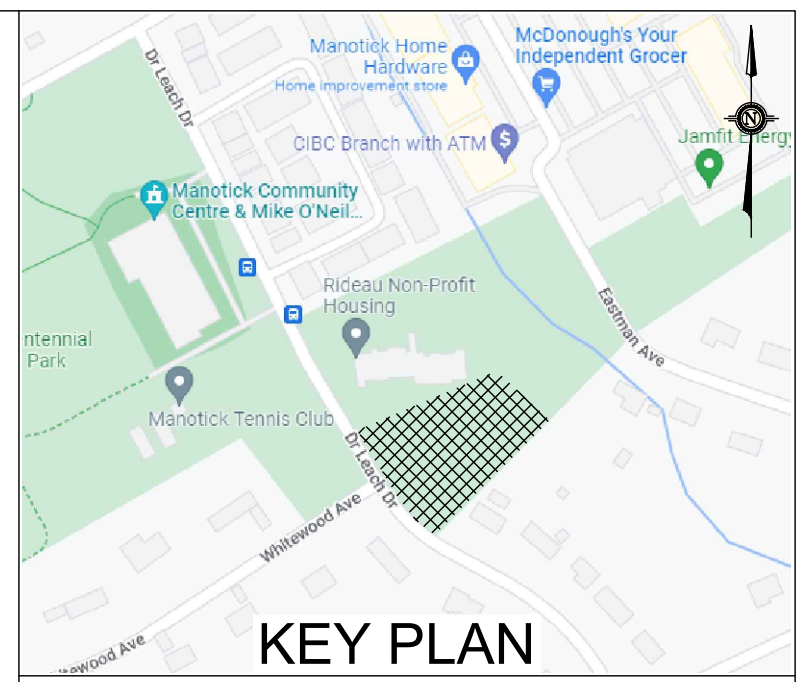 Manotick Home
Hardware
Home improvement store
McDonough's Your
Independent Grocer
N
Dr Leach Dr
CIBC Branch with ATM
$
Jamfit Energy
Manotick Community
Centre & Mike O'Neil...
Rideau Non-Profit
Housing
Eastman Ave
ntennial
Park
Manotick Tennis Club
Dr Leach Dr
Whitewood Ave
itewood Ave
KEY PLAN